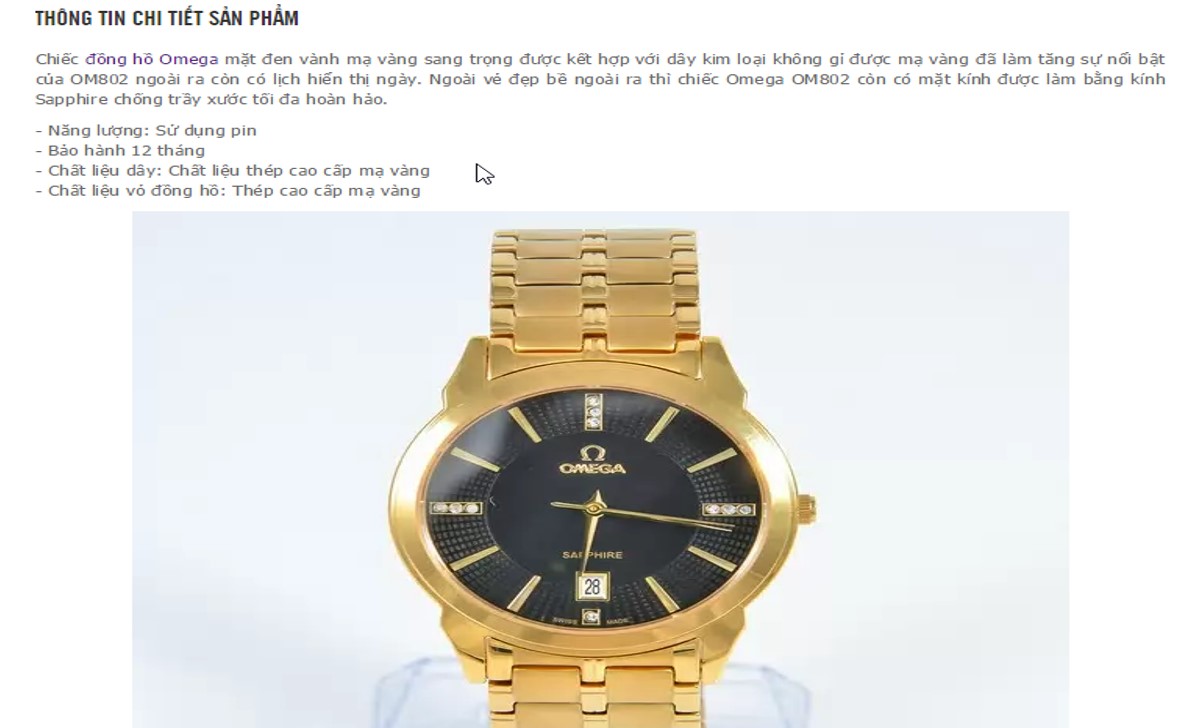 THÔNG TIN CHI TIẾT SẢN PHẨM
Chiếc đồng hồ Omega mặt đen vành mạ vàng sang trọng được kết hợp với dây kim loại không gỉ được mạ vàng đã làm tăng sự nổi bật
của OM802 ngoài ra còn có lịch hiển thị ngày. Ngoài vẻ đẹp bề ngoài ra thì chiếc Omega OM802 còn có mặt kính được làm bằng kính
Sapphire chống trầy xước tối đa hoàn hảo.
- Năng lượng: Sử dụng pin
- Bảo hành 12 tháng
- Chất liệu dây: Chất liệu thép cao cấp mạ vàng
- Chất liệu vỏ đồng hồ: Thép cao cấp mạ vàng
Ω
OMEGA
SAPPHIRE
28
SWISS MADE